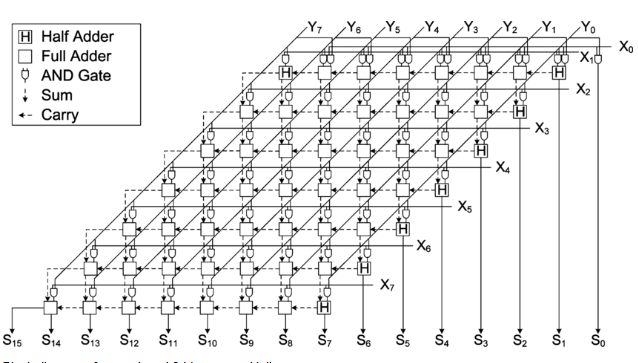 Y₇ Y₆ Y₅ Y₄ Y₃ Y₂ Y₁ Y₀
H Half Adder
Full Adder
AND Gate
Sum
Carry
X₀
X₁
H H
X₂
H
X₃
H
X₄
H
X₅
H
X₆
H
X₇
H
S₁₅ S₁₄ S₁₃ S₁₂ S₁₁ S₁₀ S₉ S₈ S₇ S₆ S₅ S₄ S₃ S₂ S₁ S₀